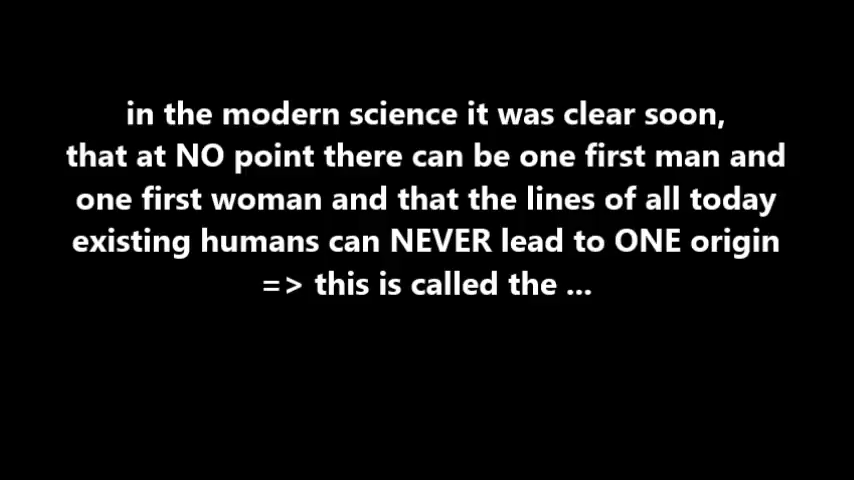 in the modern science it was clear soon,
that at NO point there can be one first man and
one first woman and that the lines of all today
existing humans can NEVER lead to ONE origin
=> this is called the ...